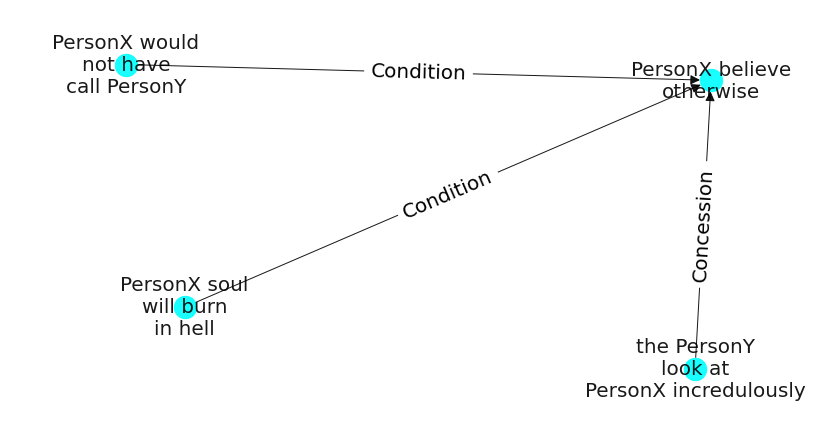 PersonX would
not have
call PersonY
Condition
PersonX believe
otherwise
Condition
Concession
PersonX soul
will burn
in hell
the PersonY
look at
PersonX incredulously